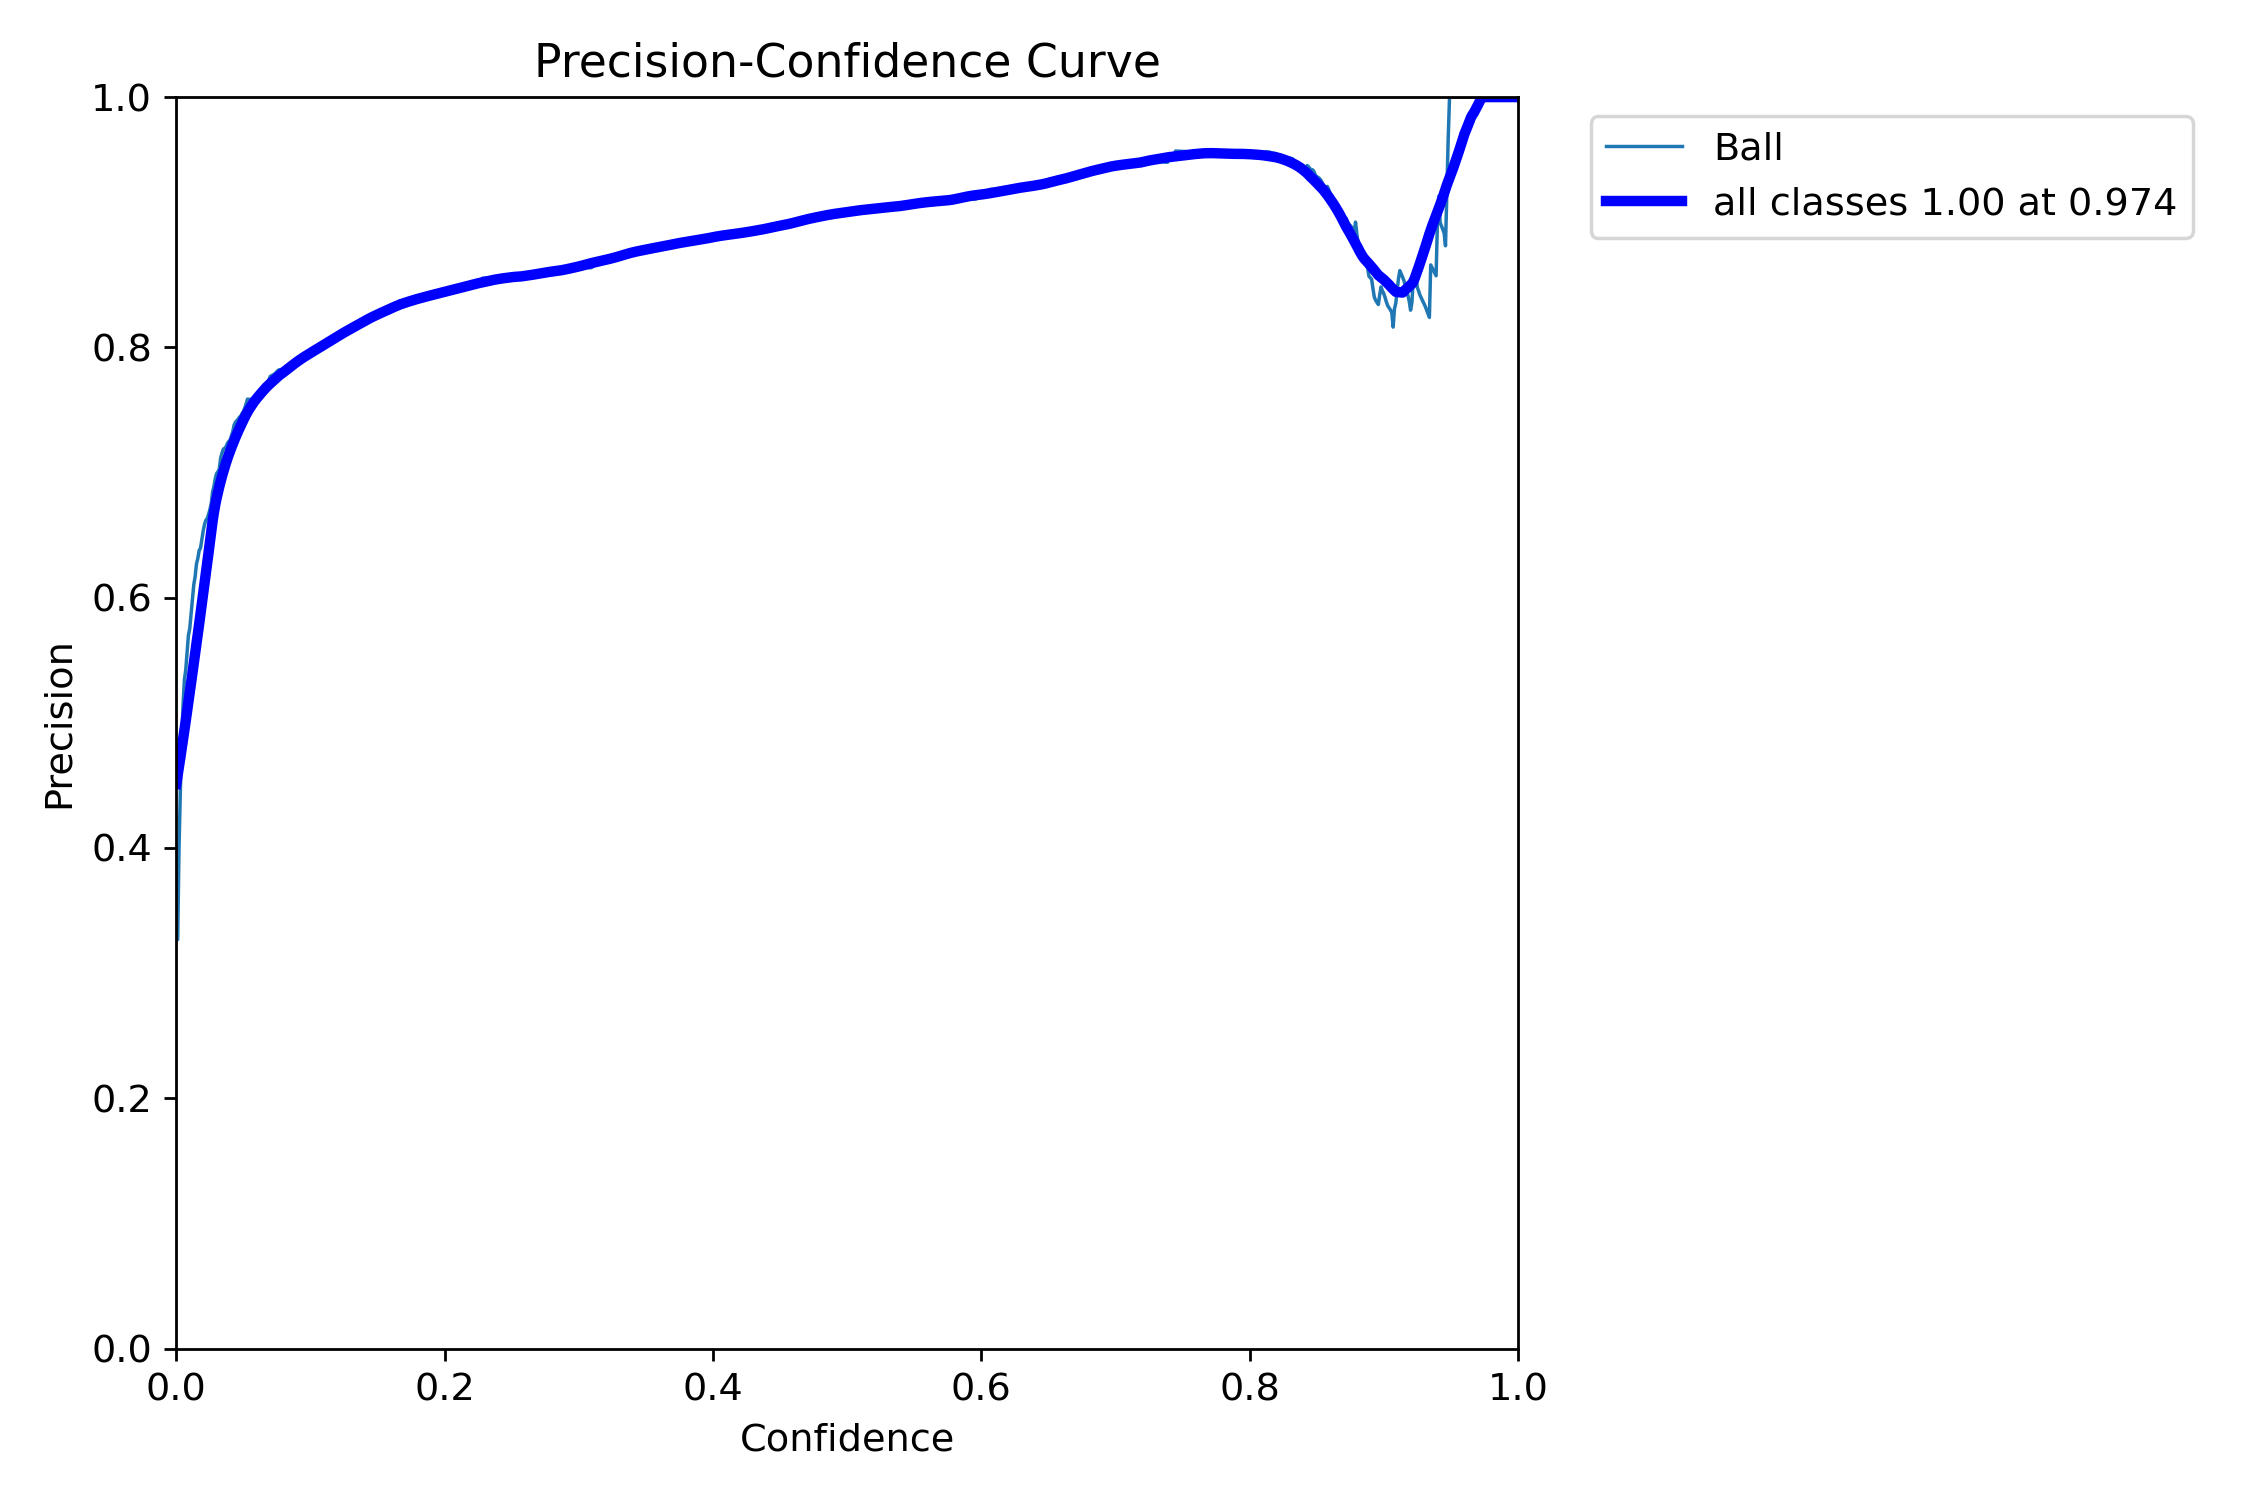 Precision-Confidence Curve
1.0
0.8
0.6
0.4
0.2
0.0
Precision
0.0 0.2 0.4 0.6 0.8 1.0
Confidence
Ball
all classes 1.00 at 0.974